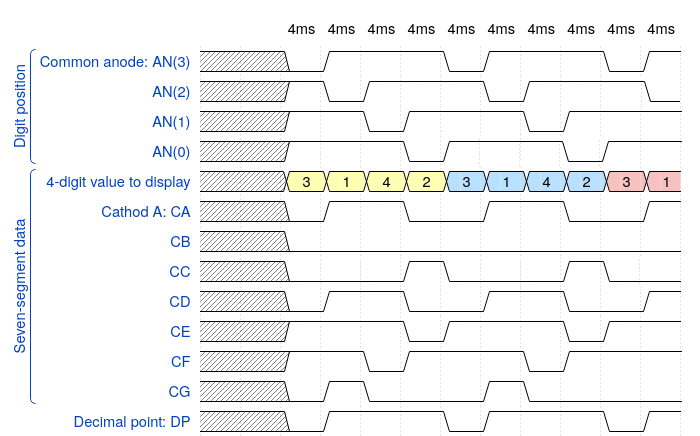 4ms 4ms 4ms 4ms 4ms 4ms 4ms 4ms 4ms 4ms
Digit position
Common anode: AN(3)
AN(2)
AN(1)
AN(0)
Seven-segment data
4-digit value to display 3 1 4 2 3 1 4 2 3 1
Cathod A: CA
CB
CC
CD
CE
CF
CG
Decimal point: DP